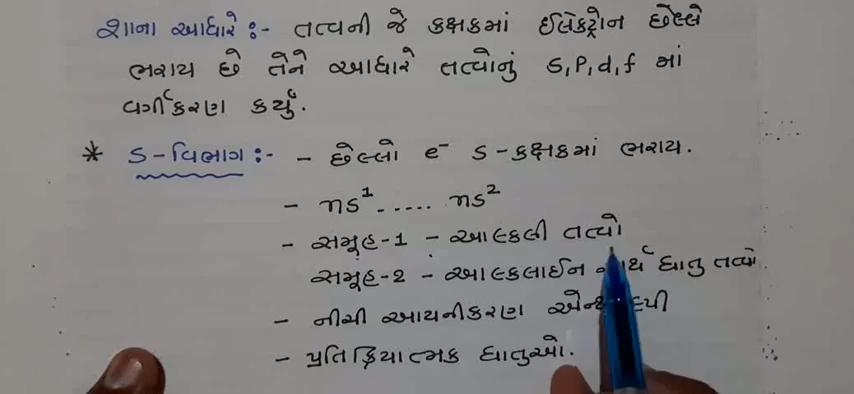 શાના આધારે :- તત્વની જે કક્ષકમાં ઈલેક્ટ્રોન છેલ્લે
ભરાય છે તેને આધારે તત્વોનું s, p, d, f માં
વર્ગીકરણ કર્યું.
* s-વિભાગ :- - છેલ્લો e⁻ s-કક્ષકમાં ભરાય.
- ns¹ ..... ns²
- સમૂહ-1 - આલ્કલી તત્વો
સમૂહ-2 - આલ્કલાઈન ધાતુ તત્વો
- નીચી આયનીકરણ
- પ્રતિક્રિયાત્મક ધાતુઓ.